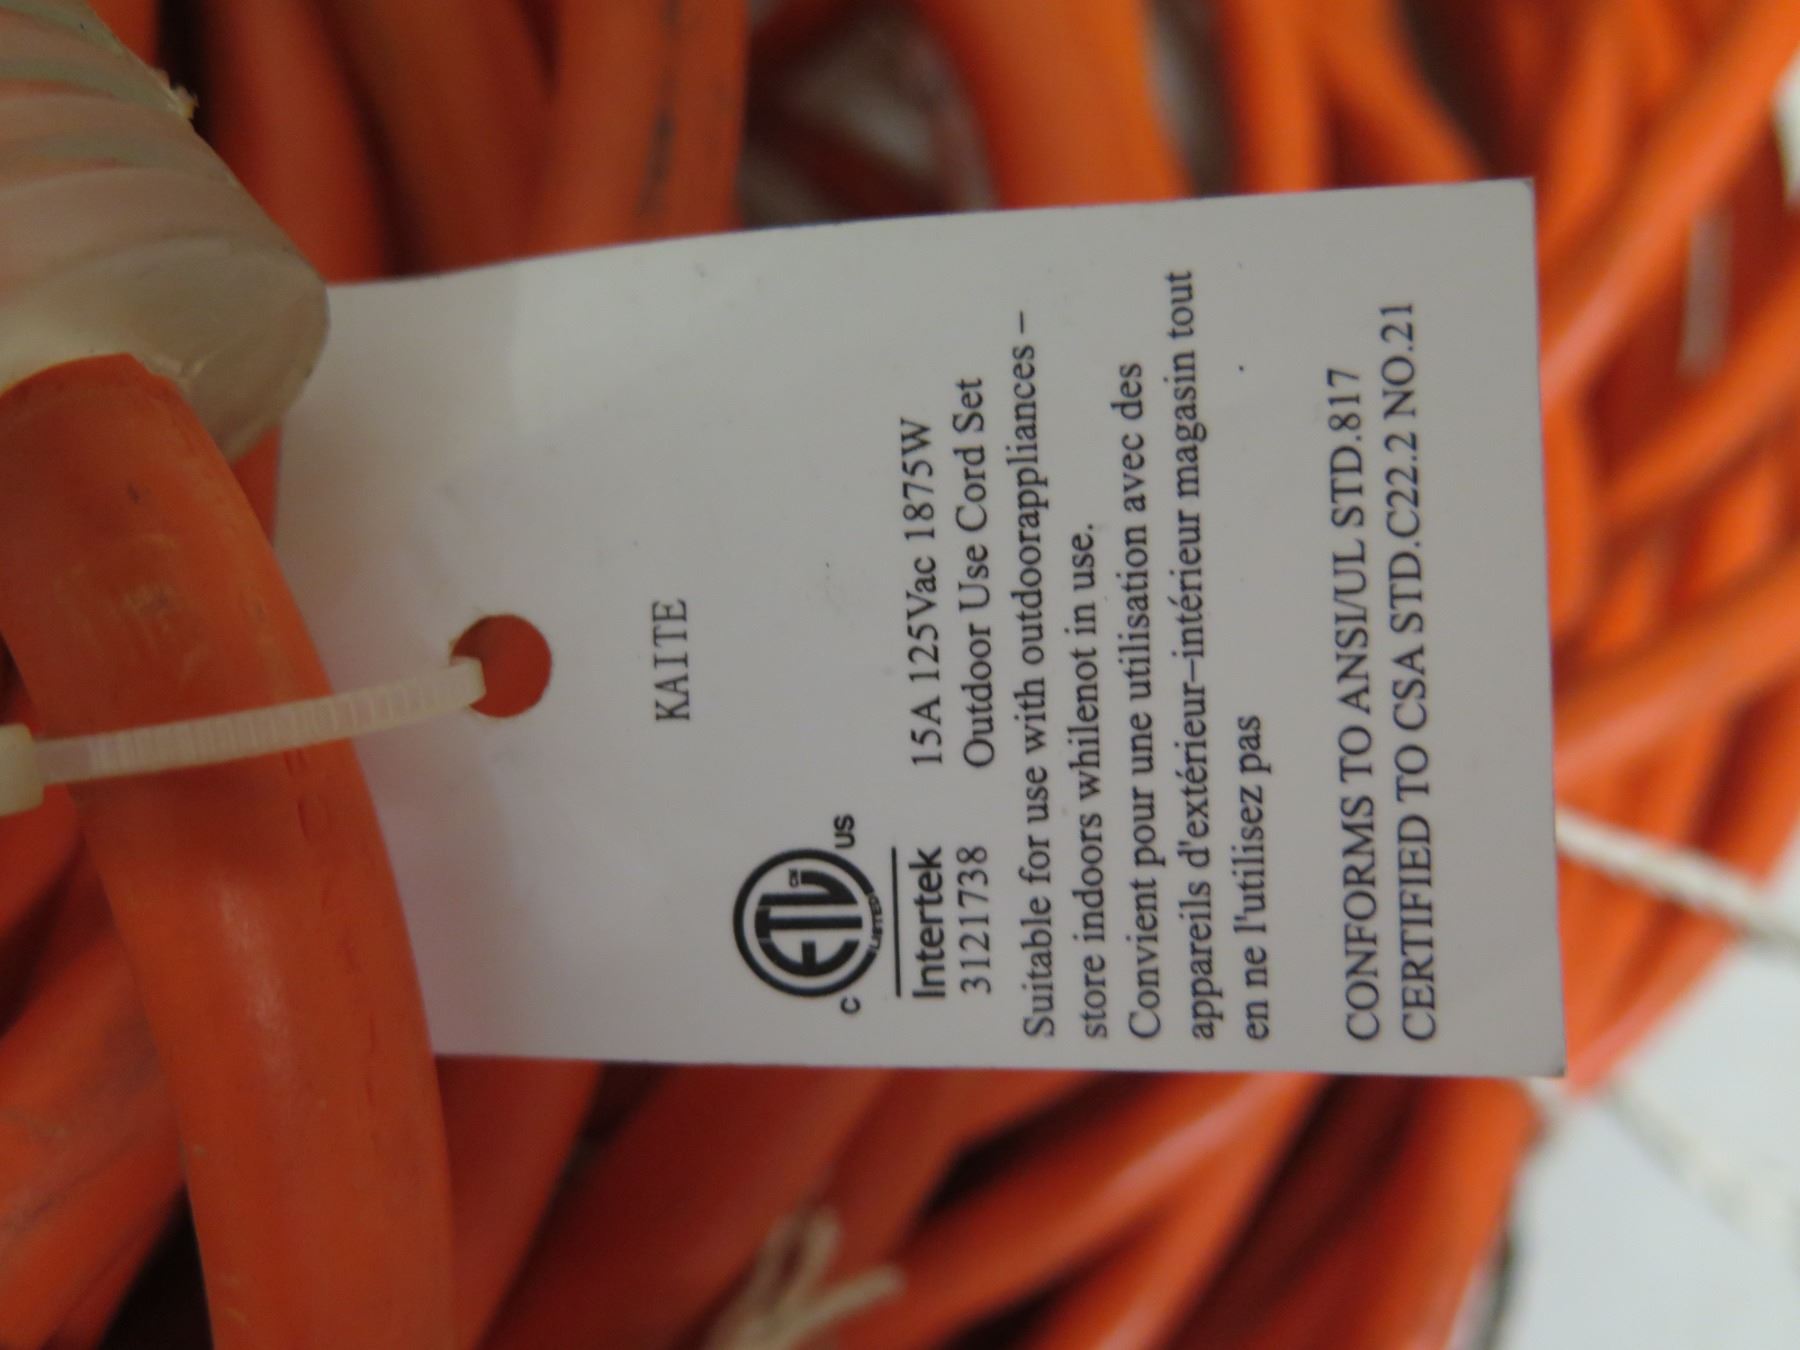 KAITE
ETL CM
LISTED
C US
Intertek 15A 125Vac 1875W
3121738 Outdoor Use Cord Set
Suitable for use with outdoorappliances –
store indoors whilenot in use.
Convient pour une utilisation avec des
appareils d'extérieur–intérieur magasin tout
en ne l'utilisez pas
CONFORMS TO ANSI/UL STD.817
CERTIFIED TO CSA STD.C22.2 NO.21